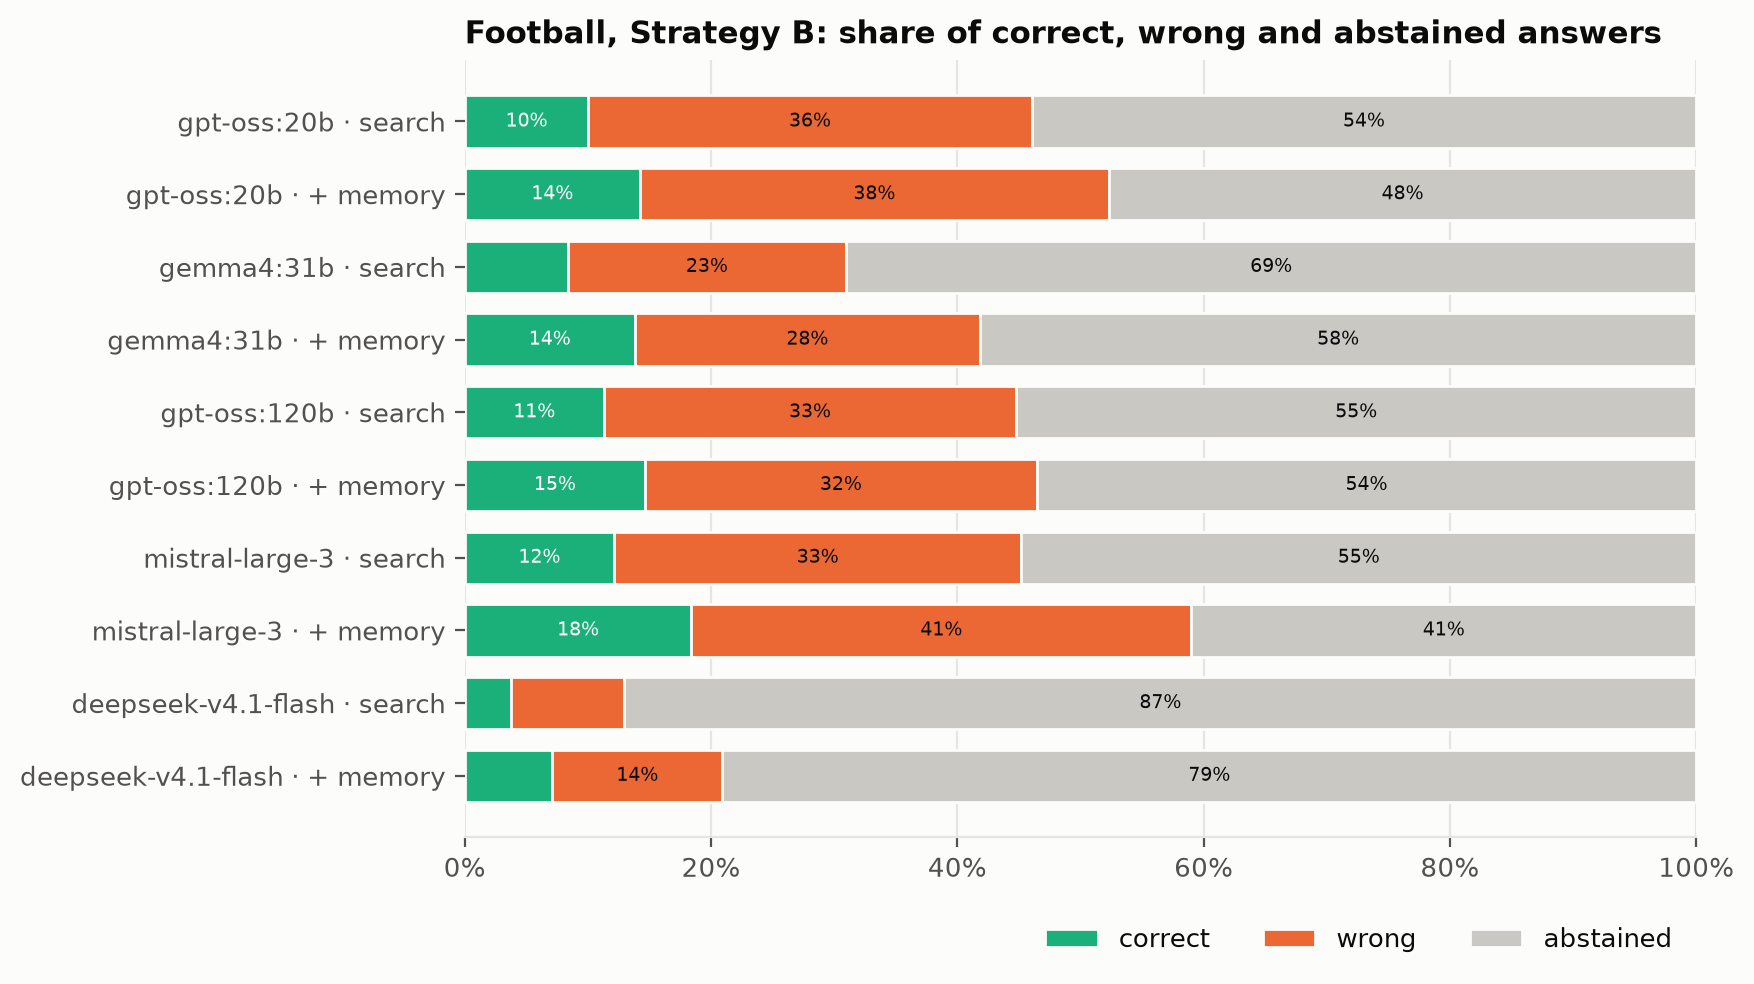 Football, Strategy B: share of correct, wrong and abstained answers
gpt-oss:20b · search 10% 36% 54%
gpt-oss:20b · + memory 14% 38% 48%
gemma4:31b · search 23% 69%
gemma4:31b · + memory 14% 28% 58%
gpt-oss:120b · search 11% 33% 55%
gpt-oss:120b · + memory 15% 32% 54%
mistral-large-3 · search 12% 33% 55%
mistral-large-3 · + memory 18% 41% 41%
deepseek-v4.1-flash · search 87%
deepseek-v4.1-flash · + memory 14% 79%
0% 20% 40% 60% 80% 100%
correct wrong abstained